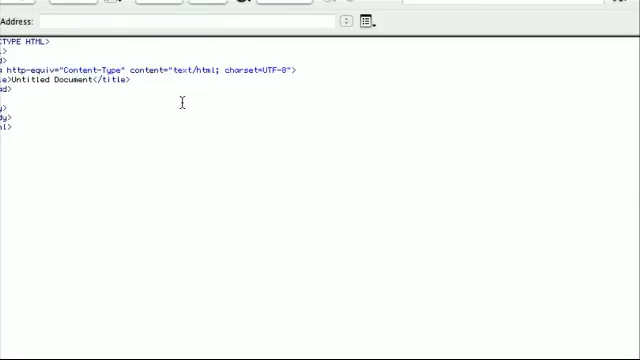 Address:
CTYPE HTML>
l>
d>
a http-equiv="Content-Type" content="text/html; charset=UTF-8">
le>Untitled Document</title>
ad>
y>
dy>
ml>